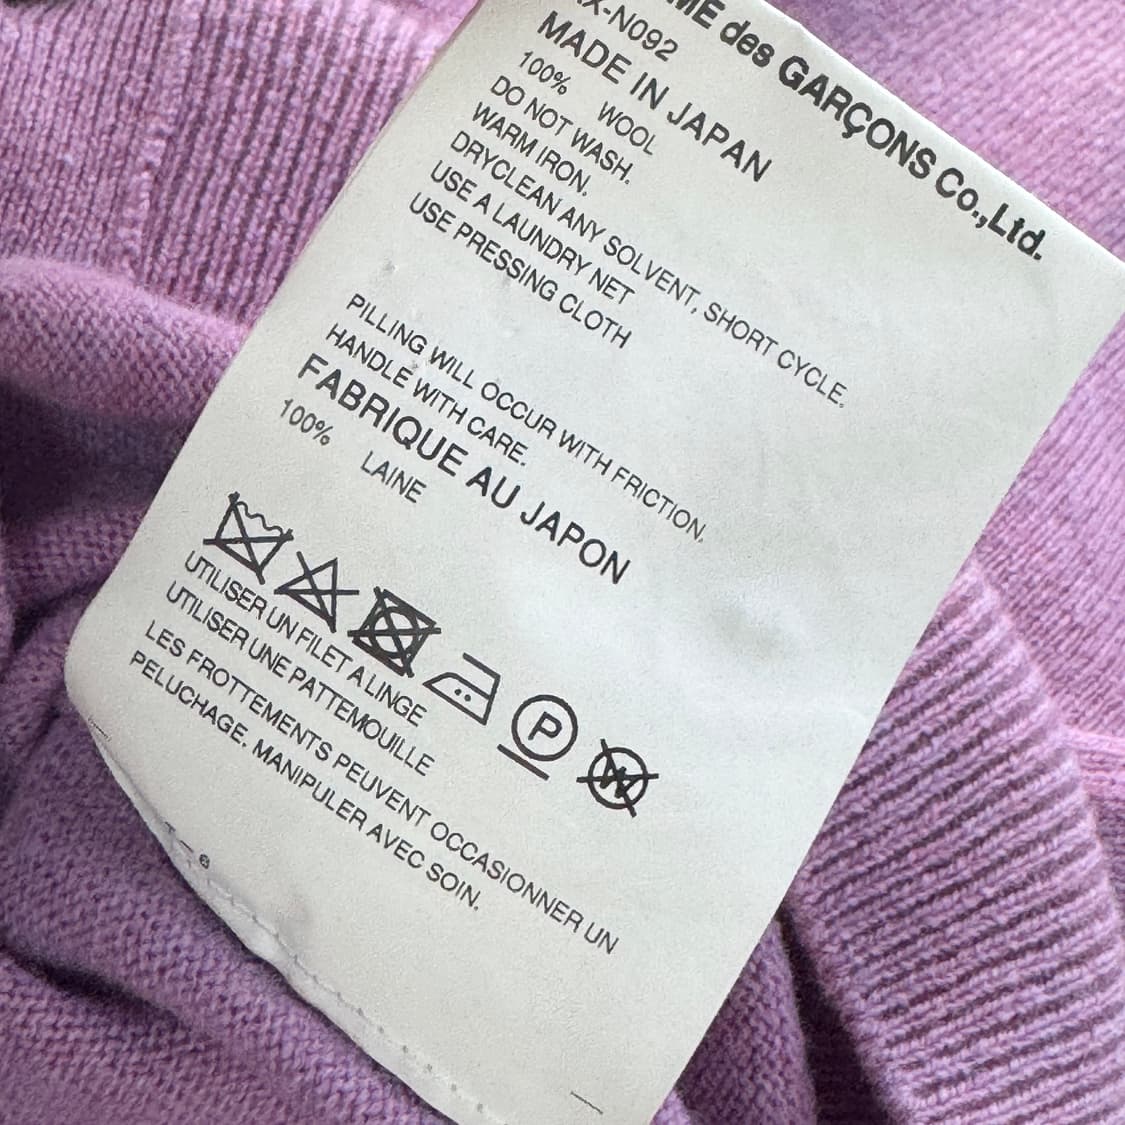 des GARÇONS Co.,Ltd.
-N092
MADE IN JAPAN
100% WOOL
DO NOT WASH.
WARM IRON.
DRYCLEAN ANY SOLVENT, SHORT CYCLE.
USE A LAUNDRY NET
USE PRESSING CLOTH
PILLING WILL OCCUR WITH FRICTION.
HANDLE WITH CARE.
FABRIQUE AU JAPON
100% LAINE
P
W
UTILISER UN FILET A LINGE
UTILISER UNE PATTEMOUILLE
LES FROTTEMENTS PEUVENT OCCASIONNER UN
PELUCHAGE. MANIPULER AVEC SOIN.